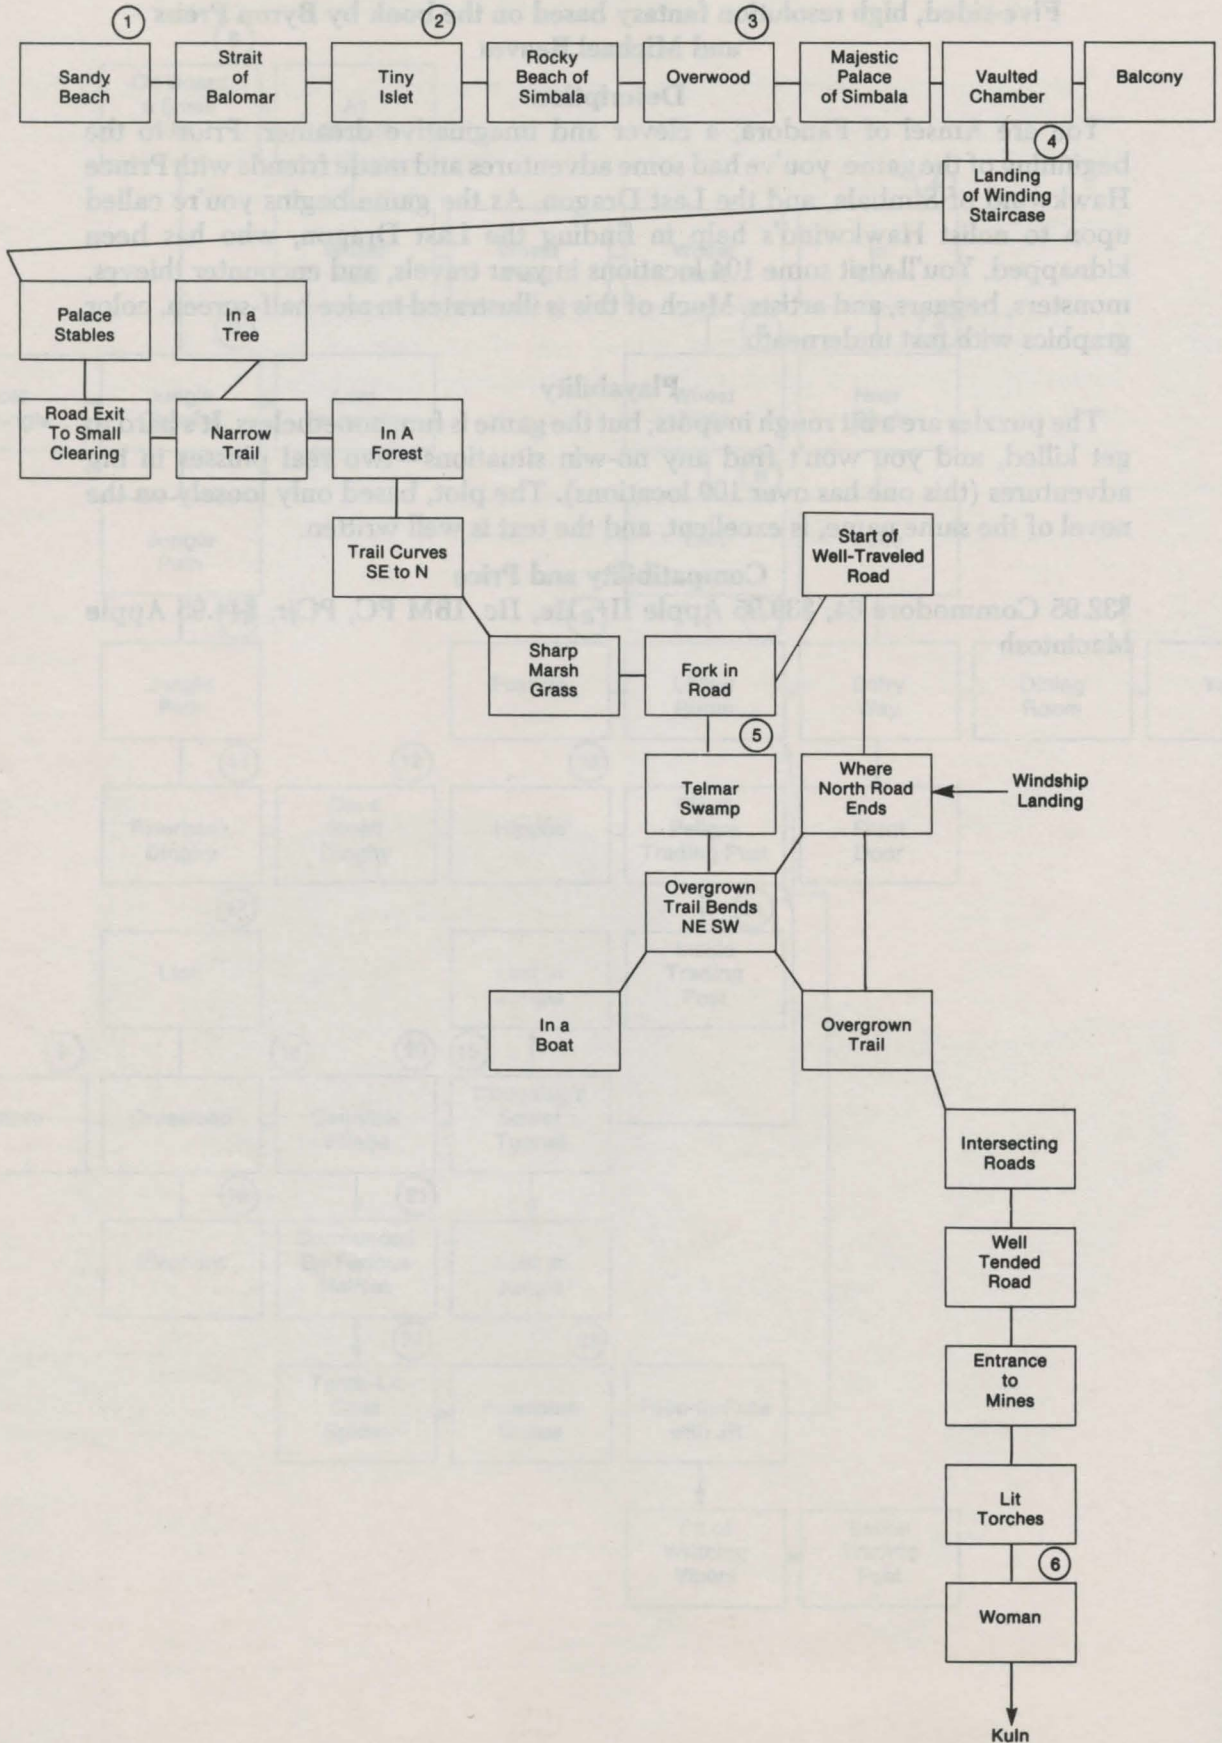 1
2
3
Sandy
Beach
Strait
of
Balomar
Tiny
Islet
Rocky
Beach of
Simbala
Overwood
Majestic
Palace
of Simbala
Vaulted
Chamber
Balcony
4
Landing
of Winding
Staircase
Palace
Stables
In a
Tree
Road Exit
To Small
Clearing
Narrow
Trail
In A
Forest
Trail Curves
SE to N
Start of
Well-Traveled
Road
Sharp
Marsh
Grass
Fork in
Road
5
Telmar
Swamp
Where
North Road
Ends
Windship
Landing
Overgrown
Trail Bends
NE SW
In a
Boat
Overgrown
Trail
Intersecting
Roads
Well
Tended
Road
Entrance
to
Mines
Lit
Torches
6
Woman
Kuln